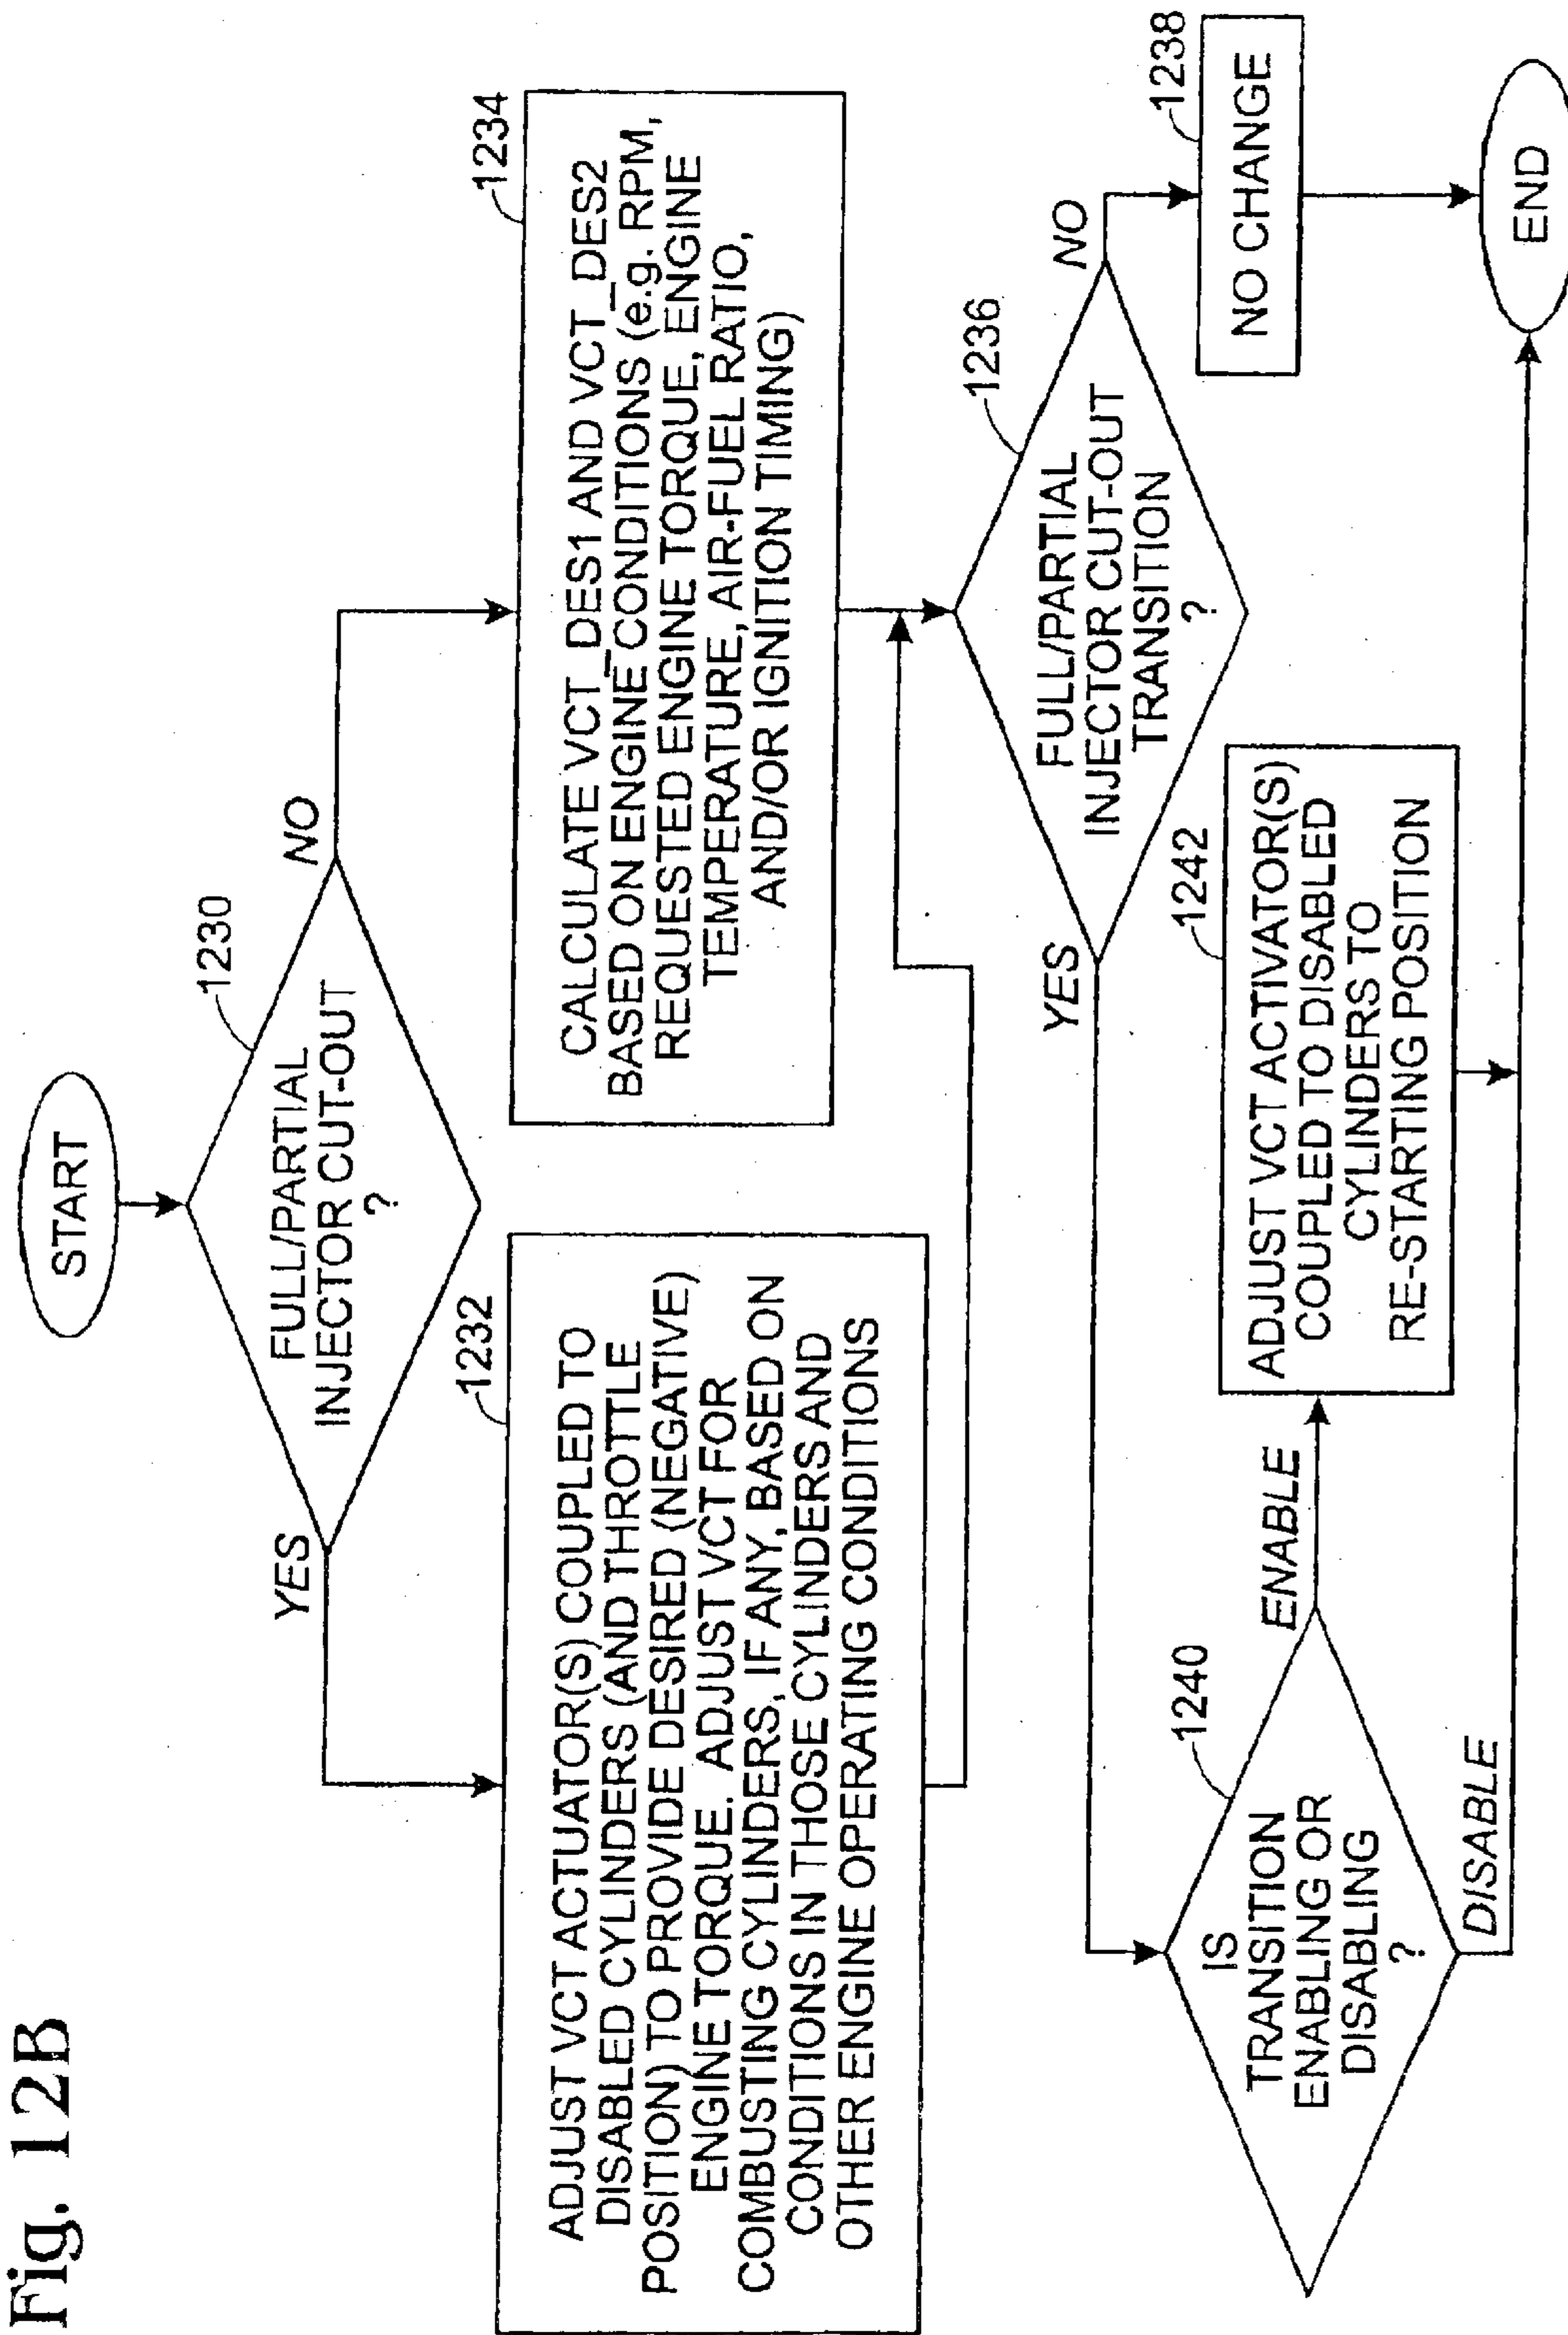 Fig. 12B
START
1230
FULL/PARTIAL
INJECTOR CUT-OUT
?
YES
NO
1232
ADJUST VCT ACTUATOR(S) COUPLED TO
DISABLED CYLINDERS (AND THROTTLE
POSITION) TO PROVIDE DESIRED (NEGATIVE)
ENGINE TORQUE. ADJUST VCT FOR
COMBUSTING CYLINDERS, IF ANY, BASED ON
CONDITIONS IN THOSE CYLINDERS AND
OTHER ENGINE OPERATING CONDITIONS
1234
CALCULATE VCT_DES1 AND VCT_DES2
BASED ON ENGINE CONDITIONS (e.g. RPM,
REQUESTED ENGINE TORQUE, ENGINE
TEMPERATURE, AIR-FUEL RATIO,
AND/OR IGNITION TIMING)
1236
FULL/PARTIAL
INJECTOR CUT-OUT
TRANSITION
?
YES
NO
1238
NO CHANGE
1240
IS
TRANSITION
ENABLING OR
DISABLING
?
ENABLE
DISABLE
1242
ADJUST VCT ACTIVATOR(S)
COUPLED TO DISABLED
CYLINDERS TO
RE-STARTING POSITION
END